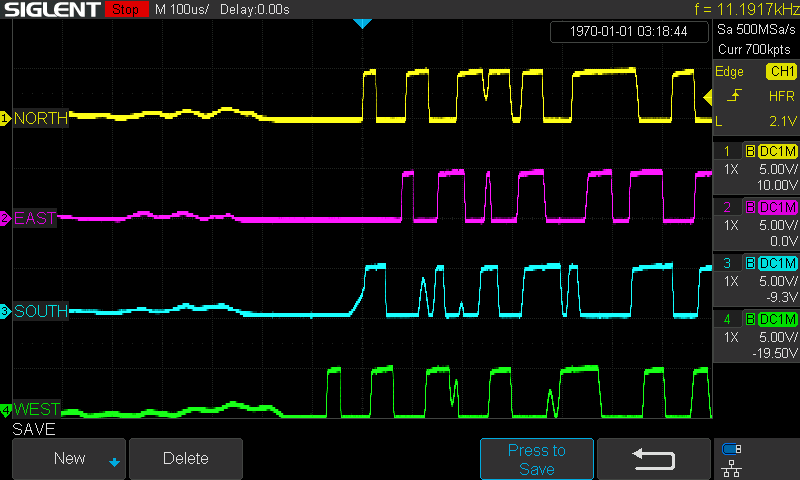 SIGLENT Stop M 100us/ Delay:0.00s f = 11.1917kHz
1970-01-01 03:18:44
Sa 500MSa/s
Curr 700kpts
Edge CH1
HFR
L 2.1V
1 B DC1M
1X 5.00V/
10.00V
2 B DC1M
1X 5.00V/
0.0V
3 B DC1M
1X 5.00V/
-9.3V
4 B DC1M
1X 5.00V/
-19.50V
1 NORTH
2 EAST
3 SOUTH
4 WEST
SAVE
New
Delete
Press to
Save